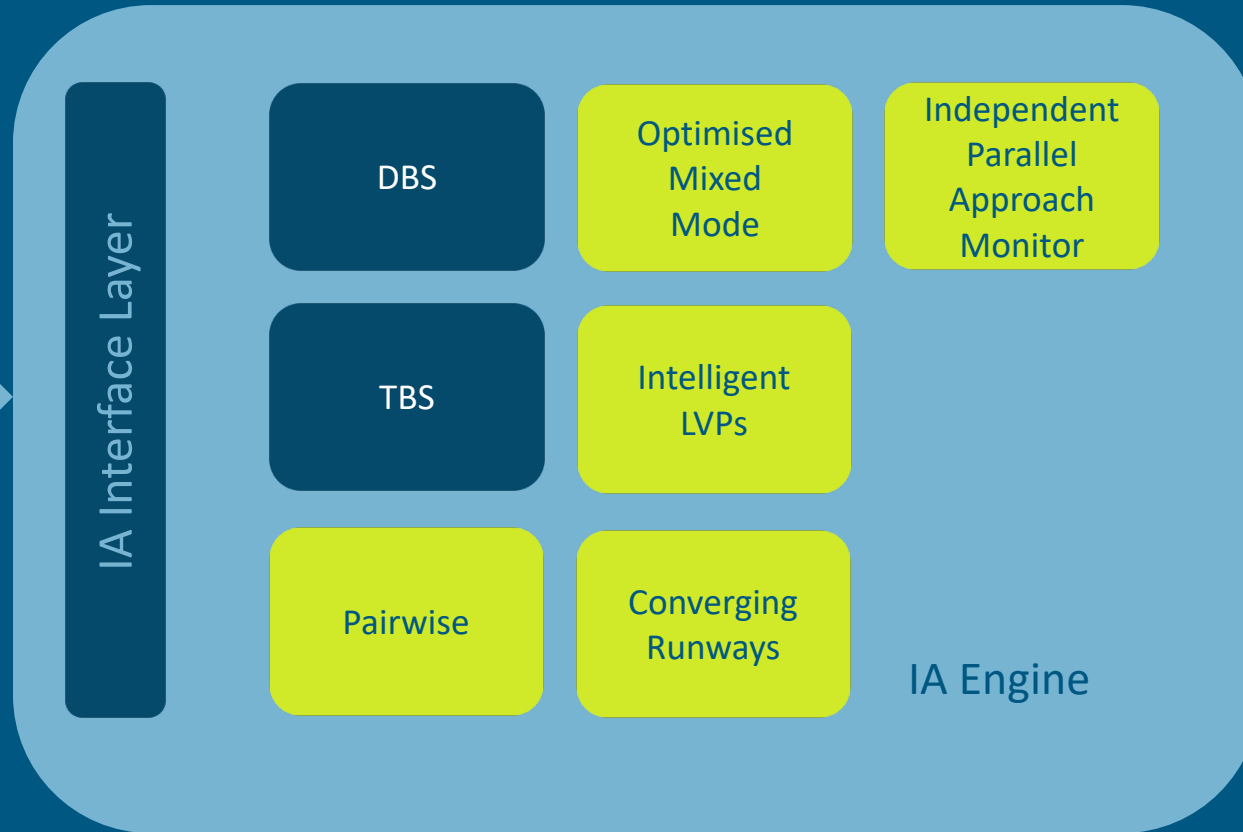 IA Interface Layer
DBS
Optimised
Mixed
Mode
Independent
Parallel
Approach
Monitor
TBS
Intelligent
LVPs
Pairwise
Converging
Runways
IA Engine